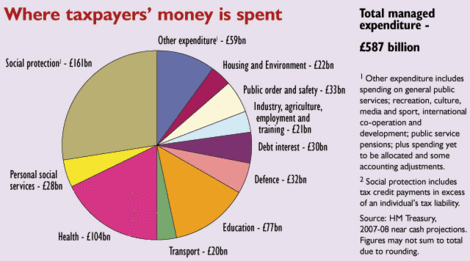 Where taxpayers' money is spent
Other expenditure¹ - £59bn
Social protection² - £161bn
Housing and Environment - £22bn
Public order and safety - £33bn
Industry, agriculture,
employment and
training - £21bn
Debt interest - £30bn
Defence - £32bn
Education - £77bn
Transport - £20bn
Health - £104bn
Personal social
services - £28bn
Total managed
expenditure -
£587 billion
¹ Other expenditure includes
spending on general public
services; recreation, culture,
media and sport, international
co-operation and
development; public service
pensions; plus spending yet
to be allocated and some
accounting adjustments.
² Social protection includes
tax credit payments in excess
of an individual's tax liability.
Source: HM Treasury,
2007-08 near cash projections.
Figures may not sum to total
due to rounding.